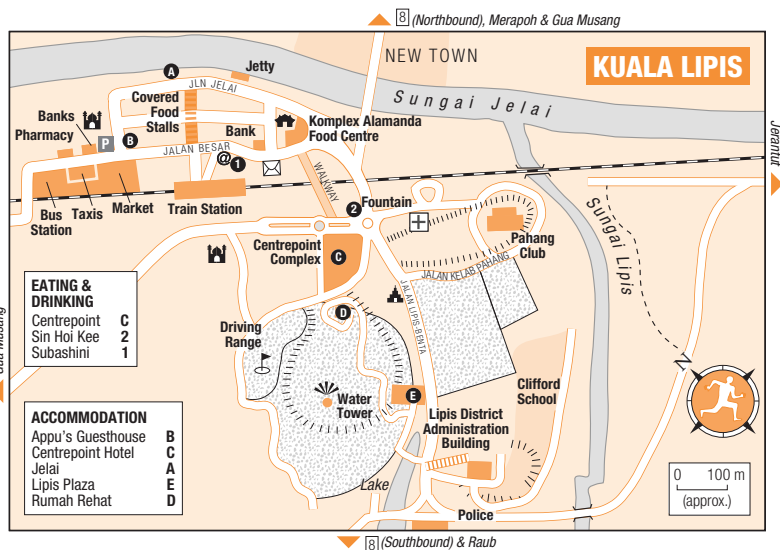 8 (Northbound), Merapoh & Gua Musang
NEW TOWN
KUALA LIPIS
A
Jetty
JLN JELAI
Sungai Jelai
Covered
Food
Stalls
Banks
Pharmacy
P
B
Bank
Komplex Alamanda
Food Centre
JALAN BESAR
@
1
Jerantut
WALKWAY
Bus
Station
Taxis
Market
Train Station
2
Fountain
Sungai Lipis
Centrepoint
Complex
C
Pahang
Club
JALAN KELAB PAHANG
EATING &
DRINKING
Centrepoint C
Sin Hoi Kee 2
Subashini 1
Gua Musang
D
JALAN LIPIS-BENTA
Driving
Range
Water
Tower
E
Clifford
School
N
Lipis District
Administration
Building
ACCOMMODATION
Appu's Guesthouse B
Centrepoint Hotel C
Jelai A
Lipis Plaza E
Rumah Rehat D
Lake
0 100 m
(approx.)
Police
8 (Southbound) & Raub